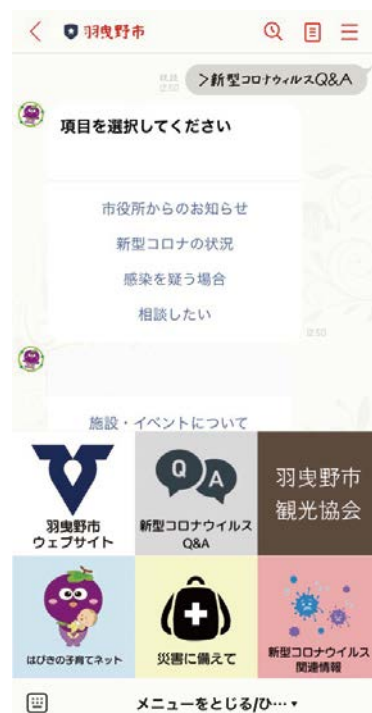 羽曳野市
既読
12:50
>新型コロナウィルスQ&A
項目を選択してください
市役所からのお知らせ
新型コロナの状況
感染を疑う場合
相談したい
12:50
施設・イベントについて
羽曳野市
ウェブサイト
Q
A
新型コロナウイルス
Q&A
羽曳野市
観光協会
はびきの子育てネット
災害に備えて
新型コロナウイルス
関連情報
メニューをとじる/ひ… ▾